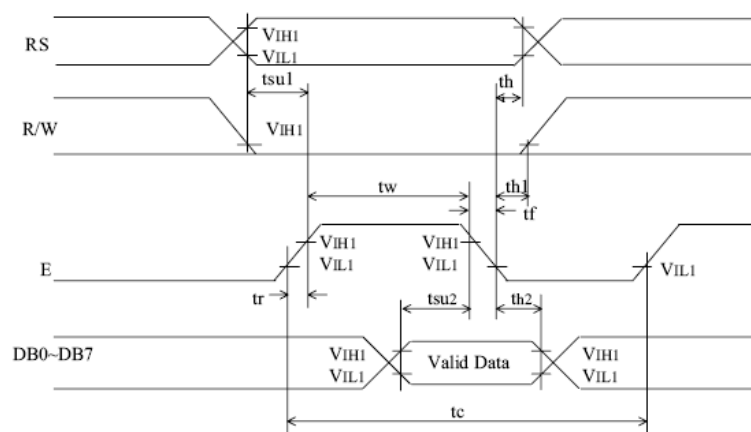 VIH1
RS
VIL1
tsu1
th
R/W
VIH1
tw
th1
tf
VIH1
VIH1
E
VIL1
VIL1
VIL1
tr
tsu2
th2
DB0~DB7
VIH1
Valid Data
VIH1
VIL1
VIL1
tc